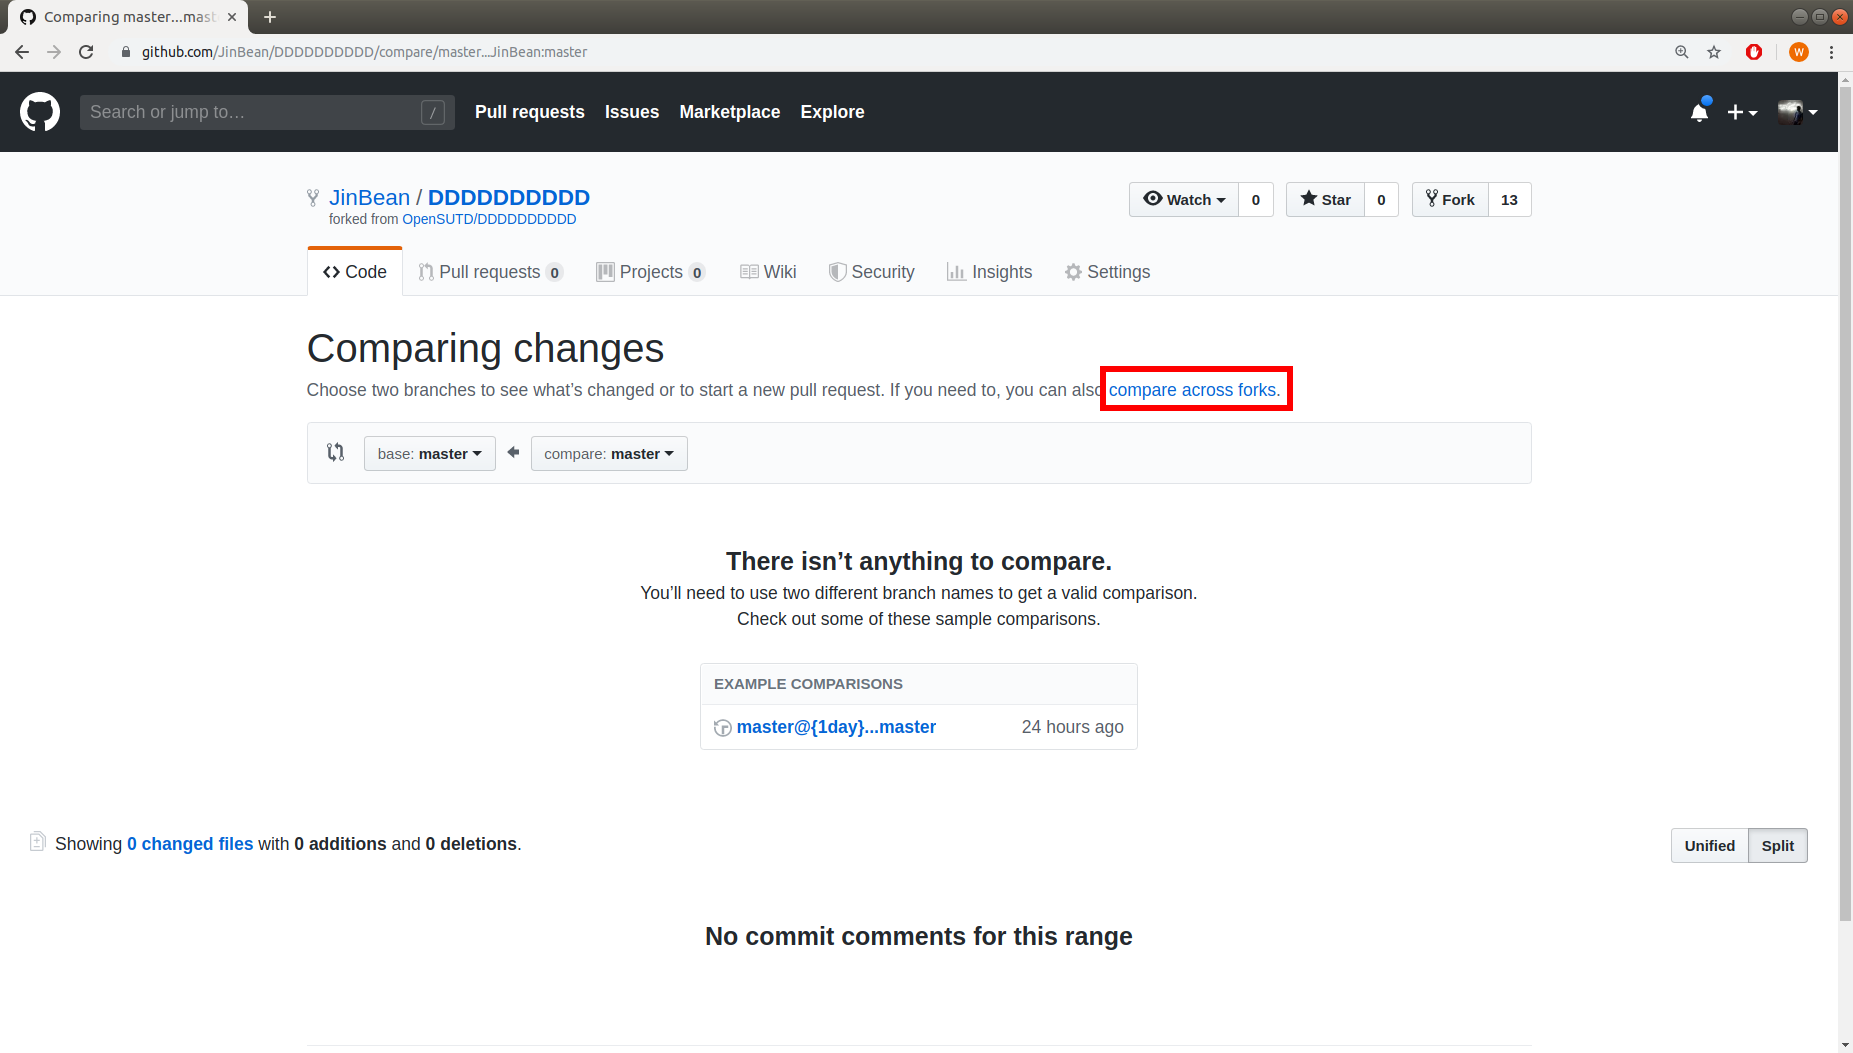 Comparing master...mast
github.com/JinBean/DDDDDDDDDD/compare/master...JinBean:master
W
Search or jump to…
/
Pull requests
Issues
Marketplace
Explore
JinBean / DDDDDDDDDD
forked from OpenSUTD/DDDDDDDDDD
Watch 0
Star 0
Fork 13
Code
Pull requests 0
Projects 0
Wiki
Security
Insights
Settings
Comparing changes
Choose two branches to see what’s changed or to start a new pull request. If you need to, you can also compare across forks.
base: master
compare: master
There isn’t anything to compare.
You’ll need to use two different branch names to get a valid comparison.
Check out some of these sample comparisons.
EXAMPLE COMPARISONS
master@{1day}...master 24 hours ago
Showing 0 changed files with 0 additions and 0 deletions.
Unified
Split
No commit comments for this range